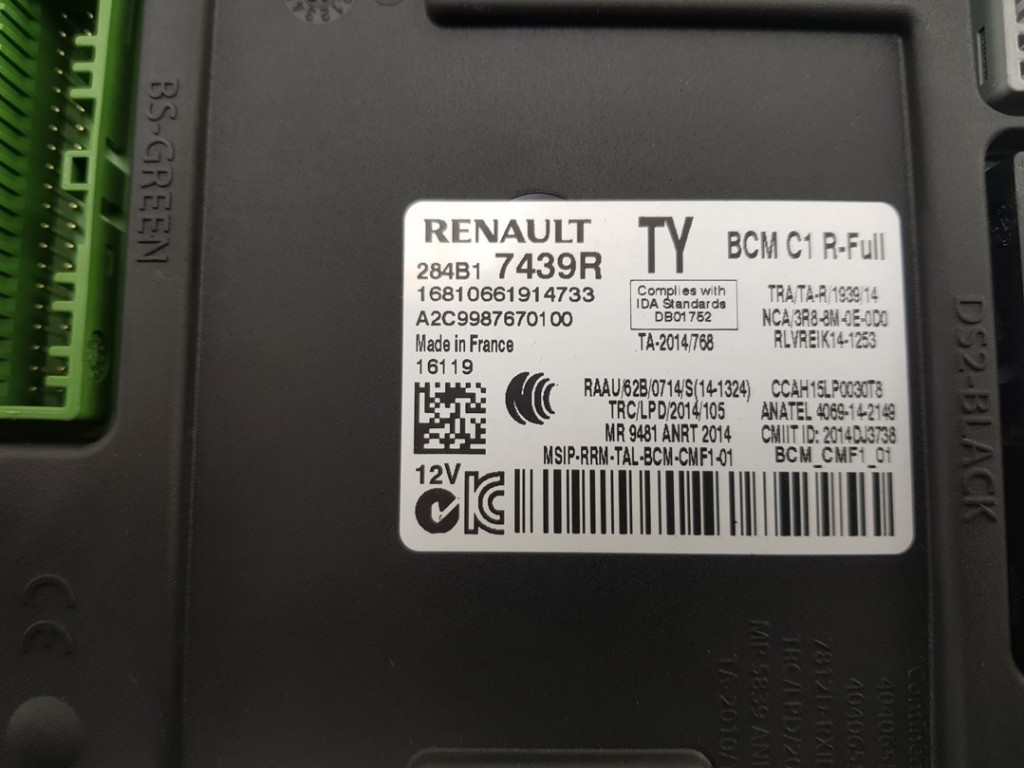 BS-GREEN
RENAULT
TY
BCM C1 R-Full
284B1 7439R
16810661914733
A2C9987670100
Made in France
16119
Complies with
IDA Standards
DB01752
TA-2014/768
TRA/TA-R/1939/14
NCA/3R8-8M-0E-0D0
RLVREIK14-1253
RAAU/62B/0714/S(14-1324)
TRC/LPD/2014/105
MR 9481 ANRT 2014
MSIP-RRM-TAL-BCM-CMF1-01
CCAH15LP0030T8
ANATEL 4069-14-2149
CMIIT ID: 2014DJ3738
BCM_CMF1_01
12V
DS2-BLACK
CE